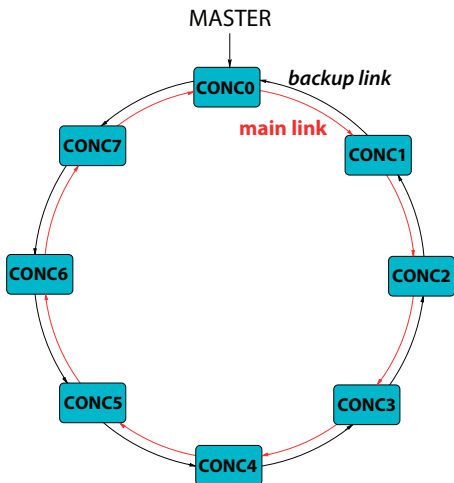 MASTER
CONC0
backup link
main link
CONC7
CONC1
CONC6
CONC2
CONC5
CONC3
CONC4